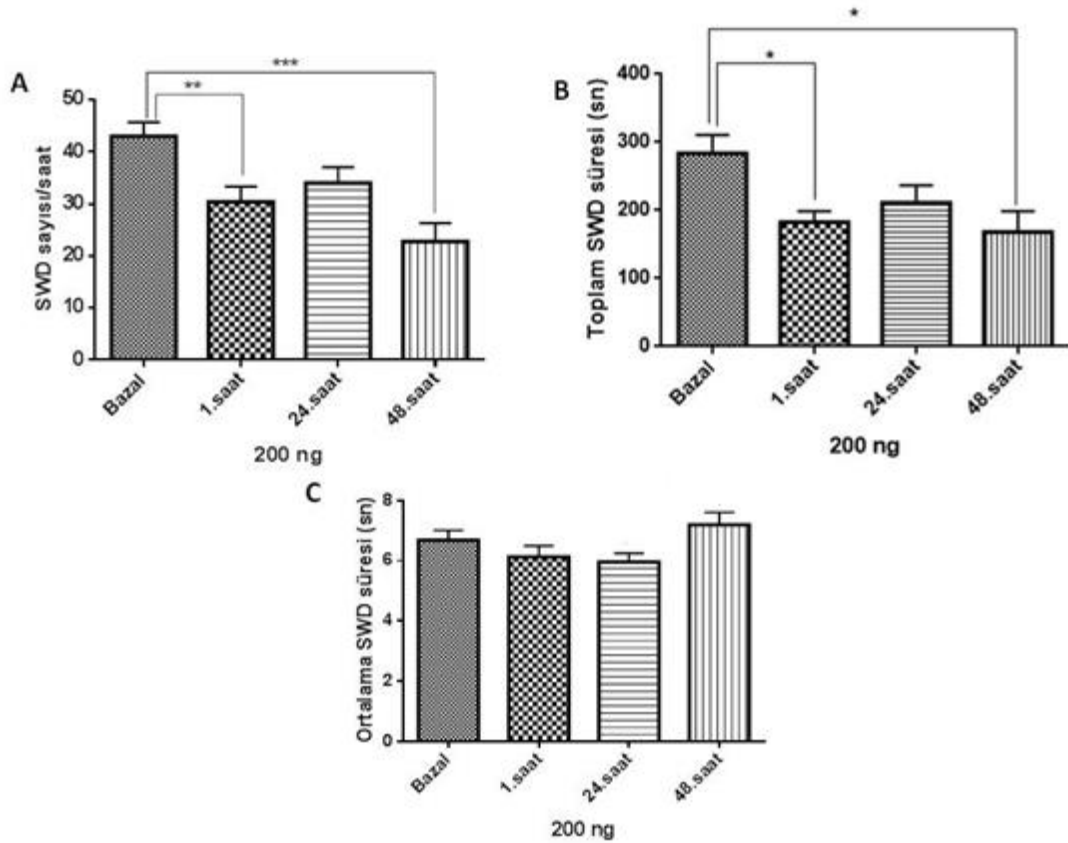 A
SWD sayısı/saat
50
40
30
20
10
0
**
***
Bazal
1.saat
24.saat
48.saat
200 ng
B
Toplam SWD süresi (sn)
400
300
200
100
0
*
*
Bazal
1.saat
24.saat
48.saat
200 ng
C
Ortalama SWD süresi (sn)
8
6
4
2
0
Bazal
1.saat
24.saat
48.saat
200 ng